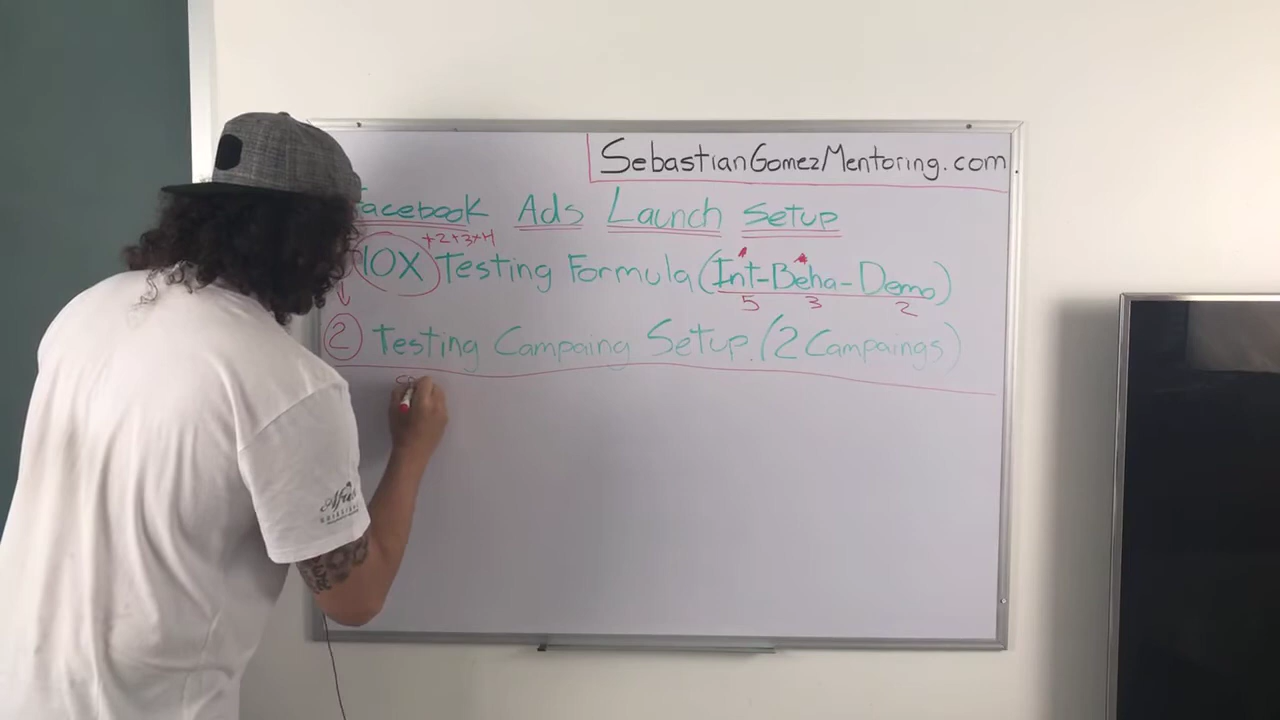 SebastianGomezMentoring.com
Facebook Ads Launch Setup
+2+3+4
10X Testing Formula (Int-Beha-Demo)
5 3 2
2 Testing Campaing Setup. (2 Campaings)